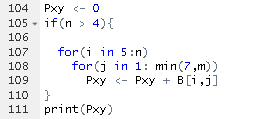 104 Pxy <- 0
105 if(n > 4){
106
107 for(i in 5:n)
108 for(j in 1: min(7,m))
109 Pxy <- Pxy + B[i,j]
110 }
111 print(Pxy)